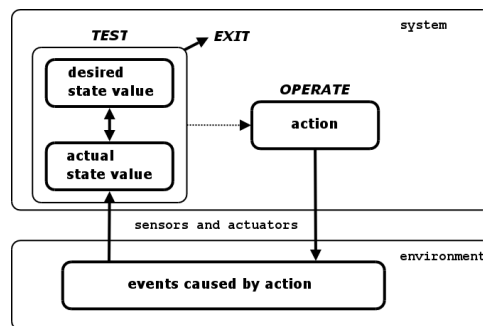 system
TEST
EXIT
desired
state value
OPERATE
action
actual
state value
sensors and actuators
environment
events caused by action